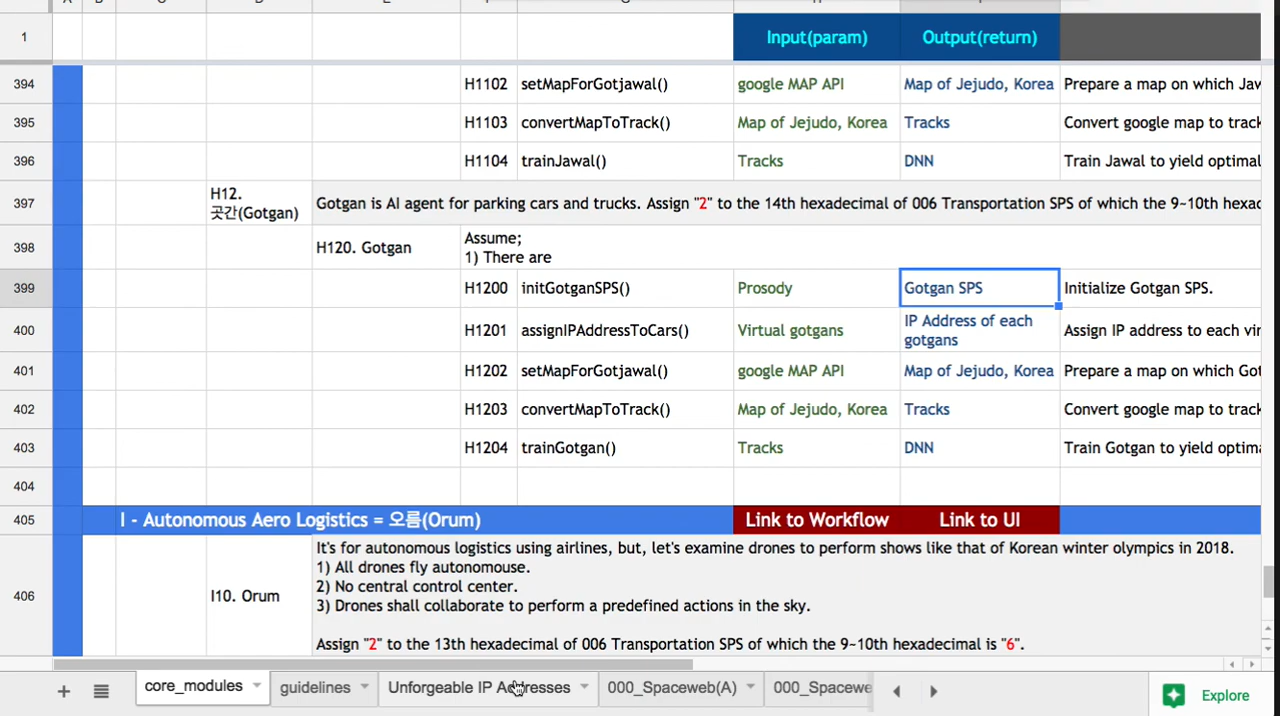 1 Input(param) Output(return)
394 H1102 setMapForGotjawal() google MAP API Map of Jejudo, Korea Prepare a map on which Jaw
395 H1103 convertMapToTrack() Map of Jejudo, Korea Tracks Convert google map to track
396 H1104 trainJawal() Tracks DNN Train Jawal to yield optimal
397 H12. 곳간(Gotgan) Gotgan is AI agent for parking cars and trucks. Assign "2" to the 14th hexadecimal of 006 Transportation SPS of which the 9~10th hexad
398 H120. Gotgan Assume;
1) There are
399 H1200 initGotganSPS() Prosody Gotgan SPS Initialize Gotgan SPS.
400 H1201 assignIPAddressToCars() Virtual gotgans IP Address of each gotgans Assign IP address to each vir
401 H1202 setMapForGotjawal() google MAP API Map of Jejudo, Korea Prepare a map on which Got
402 H1203 convertMapToTrack() Map of Jejudo, Korea Tracks Convert google map to track
403 H1204 trainGotgan() Tracks DNN Train Gotgan to yield optim
404
405 I - Autonomous Aero Logistics = 오름(Orum) Link to Workflow Link to UI
It's for autonomous logistics using airlines, but, let's examine drones to perform shows like that of Korean winter olympics in 2018.
1) All drones fly autonomouse.
2) No central control center.
406 I10. Orum
3) Drones shall collaborate to perform a predefined actions in the sky.
Assign "2" to the 13th hexadecimal of 006 Transportation SPS of which the 9~10th hexadecimal is "6".
core_modules guidelines Unforgeable IP Addresses 000_Spaceweb(A) 000_Spacewe Explore